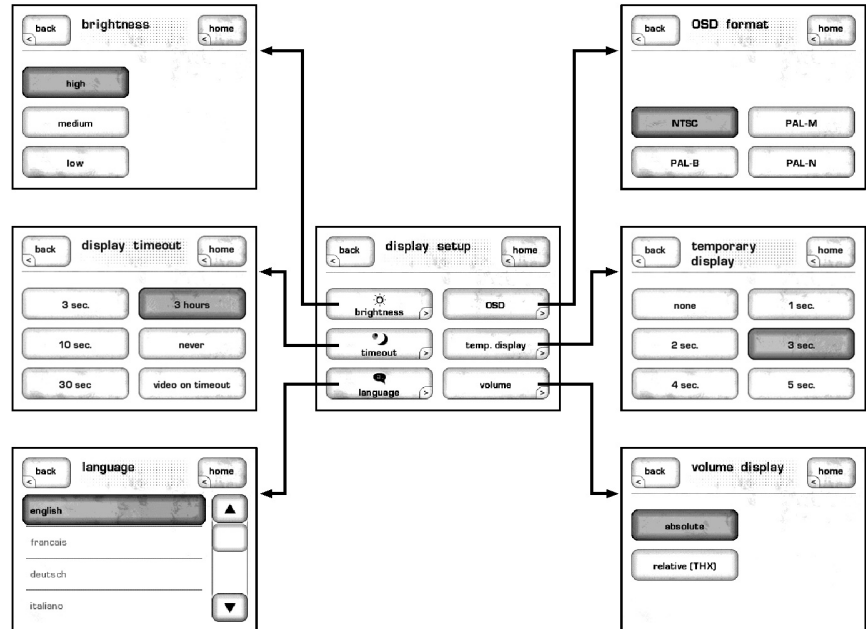 back
brightness
home
high
medium
low
back
OSD format
home
NTSC
PAL-M
PAL-B
PAL-N
back
display timeout
home
3 sec.
3 hours
10 sec.
never
30 sec
video on timeout
back
display setup
home
brightness
OSD
timeout
temp. display
language
volume
back
temporary
display
home
none
1 sec.
2 sec.
3 sec.
4 sec.
5 sec.
back
language
home
english
francais
deutsch
italiano
back
volume display
home
absolute
relative (THX)